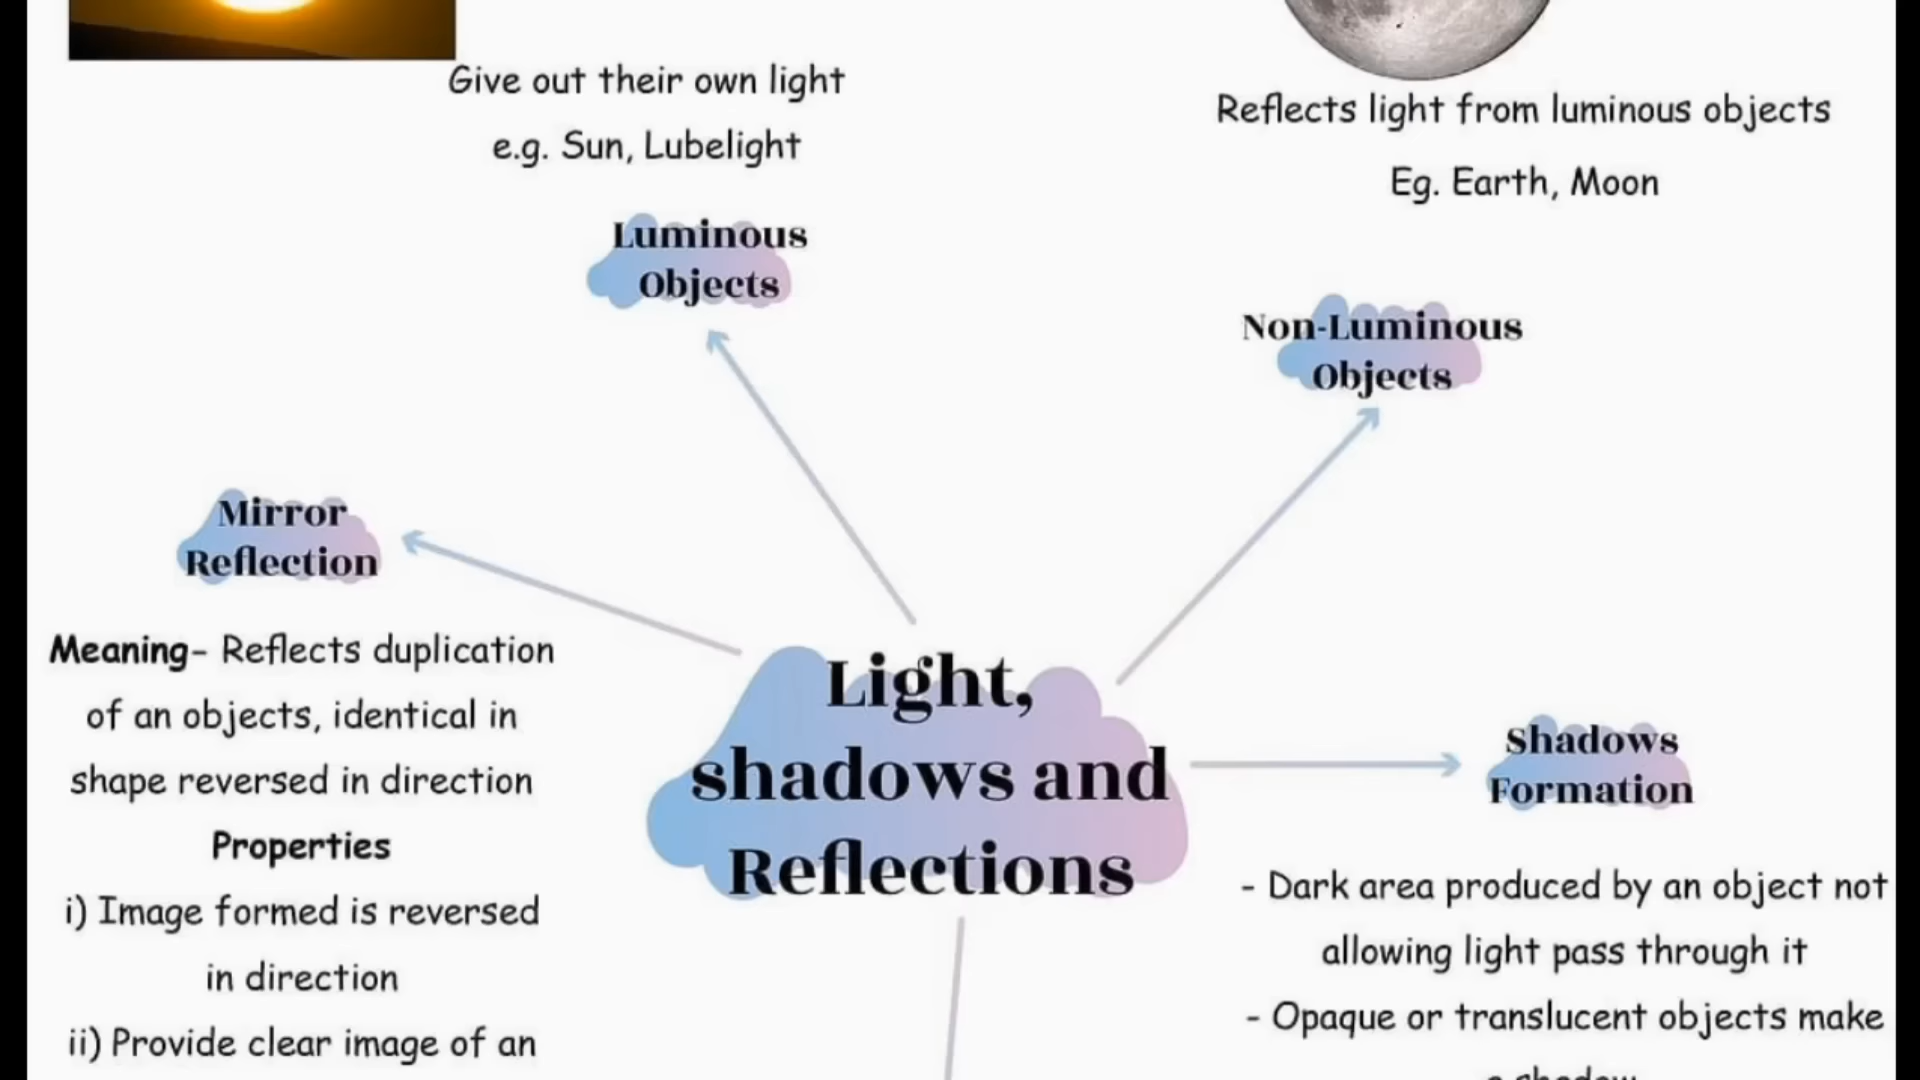 Give out their own light
e.g. Sun, Lubelight
Reflects light from luminous objects
Eg. Earth, Moon
Luminous
Objects
Non-Luminous
Objects
Mirror
Reflection
Meaning- Reflects duplication
of an objects, identical in
shape reversed in direction
Properties
i) Image formed is reversed
in direction
ii) Provide clear image of an
Light,
shadows and
Reflections
Shadows
Formation
- Dark area produced by an object not
allowing light pass through it
- Opaque or translucent objects make